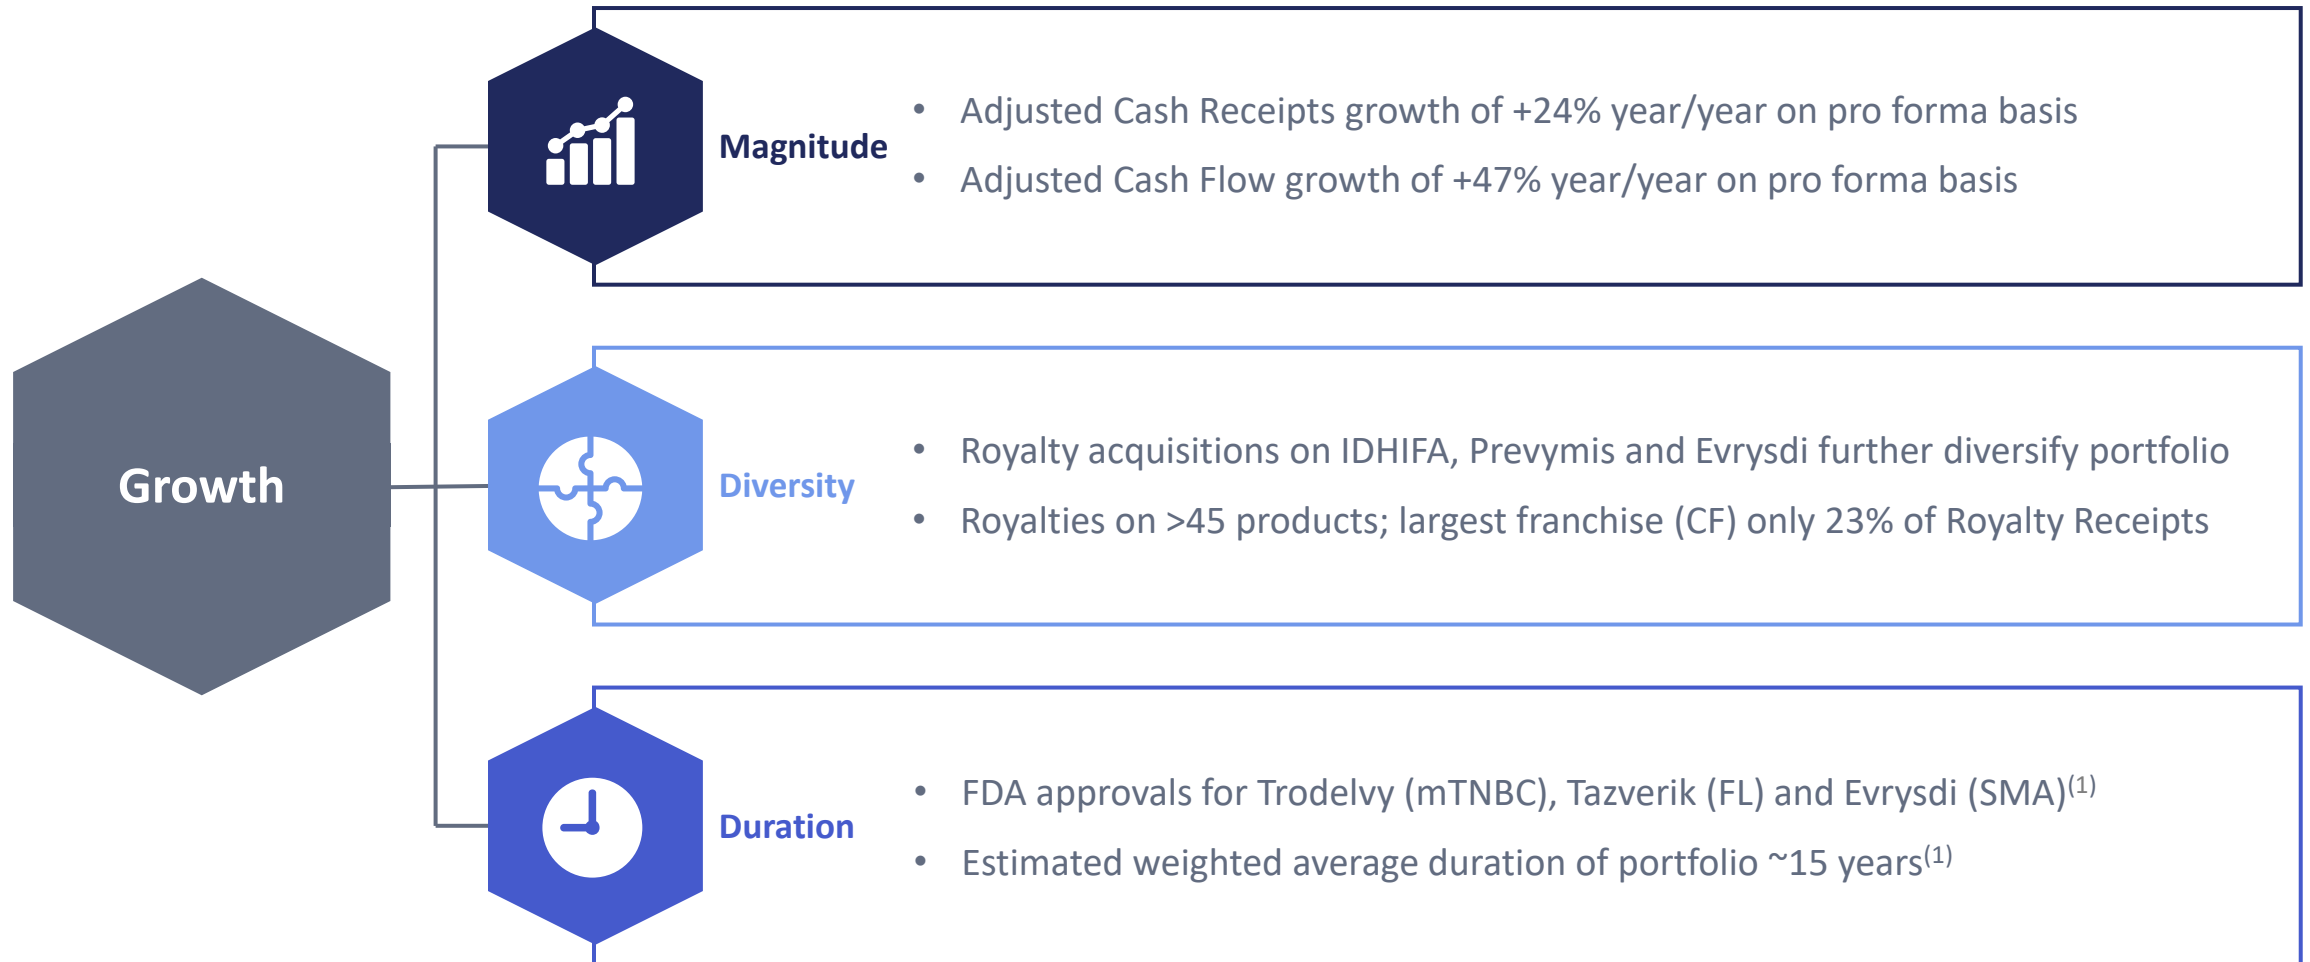 Growth
Magnitude
• Adjusted Cash Receipts growth of +24% year/year on pro forma basis
• Adjusted Cash Flow growth of +47% year/year on pro forma basis
Diversity
• Royalty acquisitions on IDHIFA, Prevymis and Evrysdi further diversify portfolio
• Royalties on >45 products; largest franchise (CF) only 23% of Royalty Receipts
Duration
• FDA approvals for Trodelvy (mTNBC), Tazverik (FL) and Evrysdi (SMA)(1)
• Estimated weighted average duration of portfolio ~15 years(1)